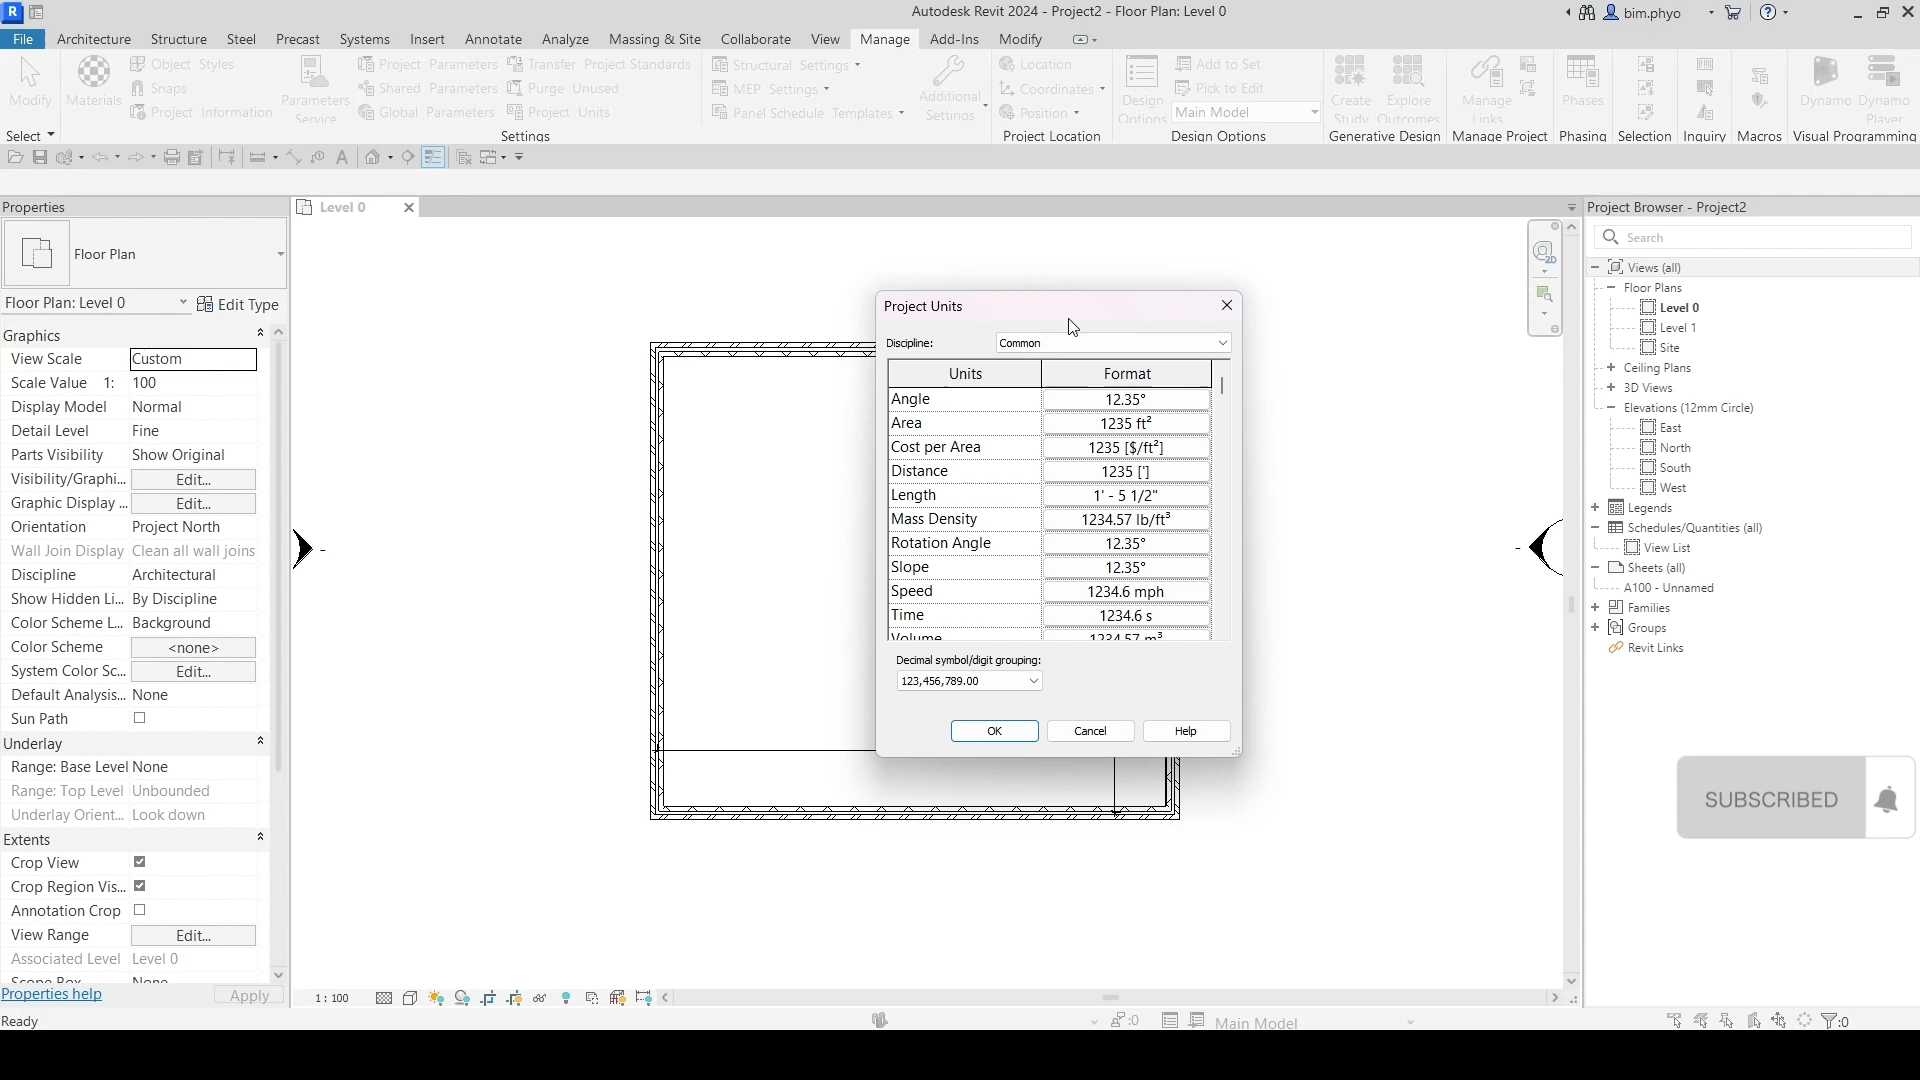 Autodesk Revit 2024 - Project2 - Floor Plan: Level 0
bim.phyo
File Architecture Structure Steel Precast Systems Insert Annotate Analyze Massing & Site Collaborate View Manage Add-Ins Modify
Modify
Select
Materials
Object Styles
Snaps
Project Information
Parameters Service
Project Parameters
Shared Parameters
Global Parameters
Transfer Project Standards
Purge Unused
Project Units
Structural Settings
MEP Settings
Panel Schedule Templates
Additional Settings
Settings
Location
Coordinates
Position
Project Location
Design Options
Add to Set
Pick to Edit
Main Model
Design Options
Create Study
Explore Outcomes
Generative Design
Manage Links
Manage Project
Phases
Phasing
Selection
Inquiry
Macros
Dynamo
Dynamo Player
Visual Programming
Properties
Floor Plan
Floor Plan: Level 0
Edit Type
Graphics
View Scale Custom
Scale Value 1: 100
Display Model Normal
Detail Level Fine
Parts Visibility Show Original
Visibility/Graphi... Edit...
Graphic Display ... Edit...
Orientation Project North
Wall Join Display Clean all wall joins
Discipline Architectural
Show Hidden Li... By Discipline
Color Scheme L... Background
Color Scheme <none>
System Color Sc... Edit...
Default Analysis... None
Sun Path
Underlay
Range: Base Level None
Range: Top Level Unbounded
Underlay Orient... Look down
Extents
Crop View
Crop Region Vis...
Annotation Crop
View Range Edit...
Associated Level Level 0
Scope Box None
Properties help
Apply
Ready
Level 0
2D
Project Units
Discipline: Common
Units Format
Angle 12.35°
Area 1235 ft²
Cost per Area 1235 [$/ft²]
Distance 1235 [']
Length 1' - 5 1/2"
Mass Density 1234.57 lb/ft³
Rotation Angle 12.35°
Slope 12.35°
Speed 1234.6 mph
Time 1234.6 s
Volume 1234.57 m³
Decimal symbol/digit grouping:
123,456,789.00
OK Cancel Help
1 : 100
:0
Main Model
:0
Project Browser - Project2
Search
Views (all)
Floor Plans
Level 0
Level 1
Site
Ceiling Plans
3D Views
Elevations (12mm Circle)
East
North
South
West
Legends
Schedules/Quantities (all)
View List
Sheets (all)
A100 - Unnamed
Families
Groups
Revit Links
SUBSCRIBED